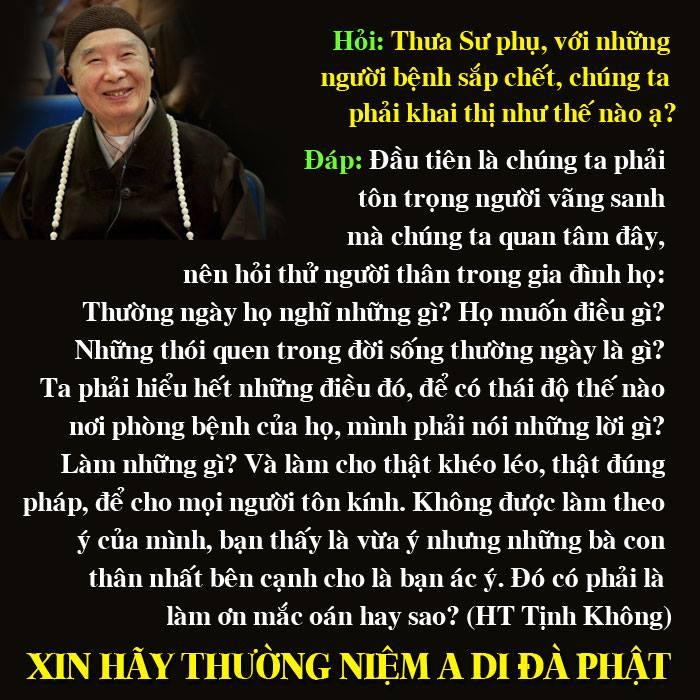 Hỏi: Thưa Sư phụ, với những
người bệnh sắp chết, chúng ta
phải khai thị như thế nào ạ?
Đáp: Đầu tiên là chúng ta phải
tôn trọng người vãng sanh
mà chúng ta quan tâm đây,
nên hỏi thử người thân trong gia đình họ:
Thường ngày họ nghĩ những gì? Họ muốn điều gì?
Những thói quen trong đời sống thường ngày là gì?
Ta phải hiểu hết những điều đó, để có thái độ thế nào
nơi phòng bệnh của họ, mình phải nói những lời gì?
Làm những gì? Và làm cho thật khéo léo, thật đúng
pháp, để cho mọi người tôn kính. Không được làm theo
ý của mình, bạn thấy là vừa ý nhưng những bà con
thân nhất bên cạnh cho là bạn ác ý. Đó có phải là
làm ơn mắc oán hay sao? (HT Tịnh Không)
XIN HÃY THƯỜNG NIỆM A DI ĐÀ PHẬT